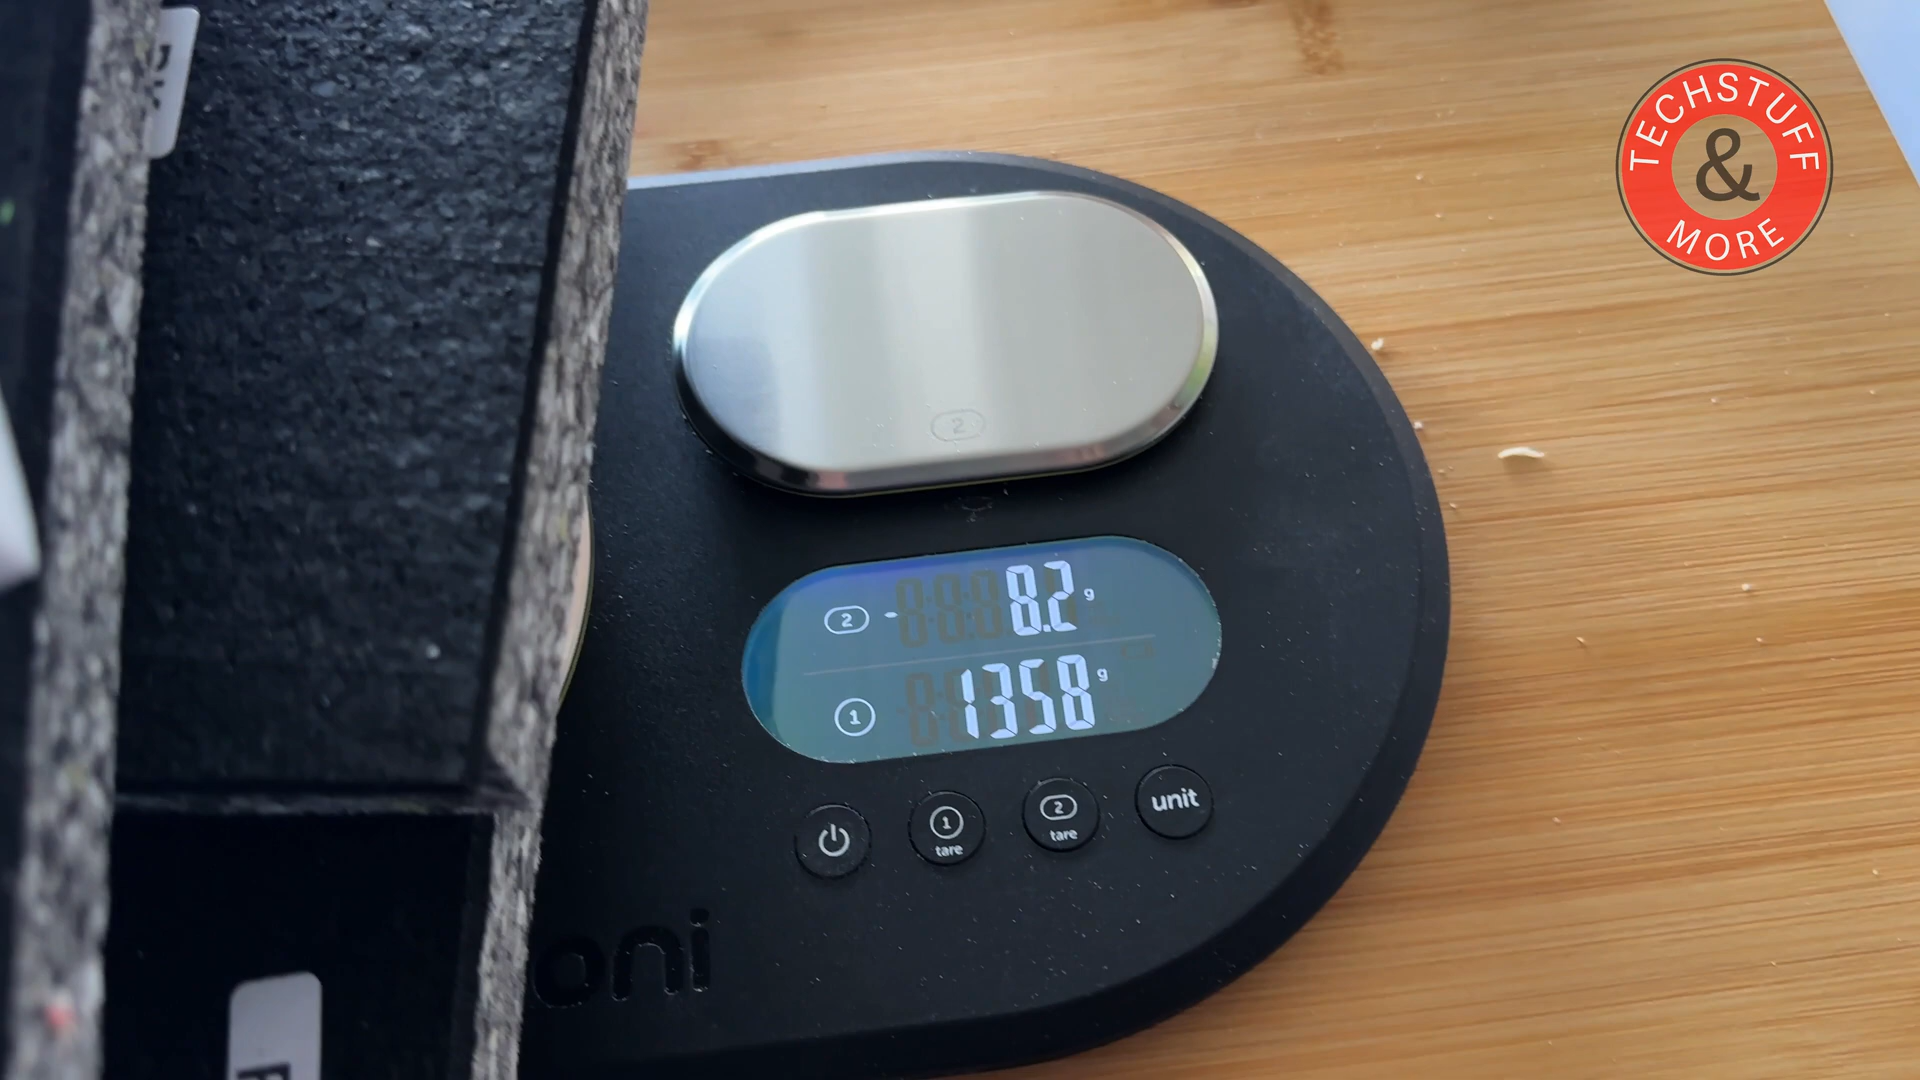 TECHSTUFF
&
MORE
2
2 -8.2 g
1 1358 g
1 tare
2 tare
unit
oni